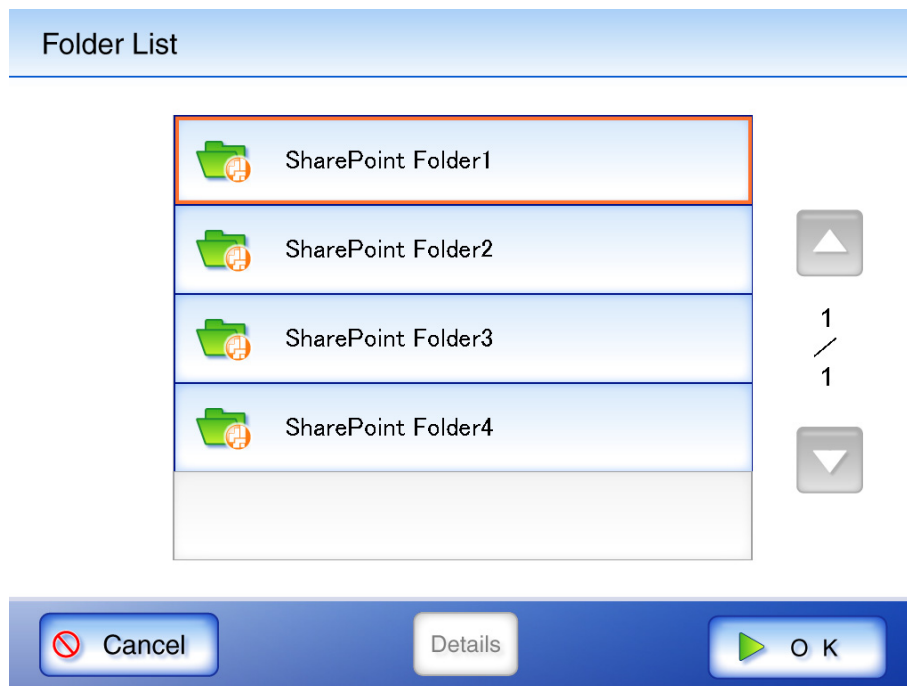 Folder List
SharePoint Folder1
SharePoint Folder2
SharePoint Folder3
SharePoint Folder4
1
/
1
Cancel
Details
O K